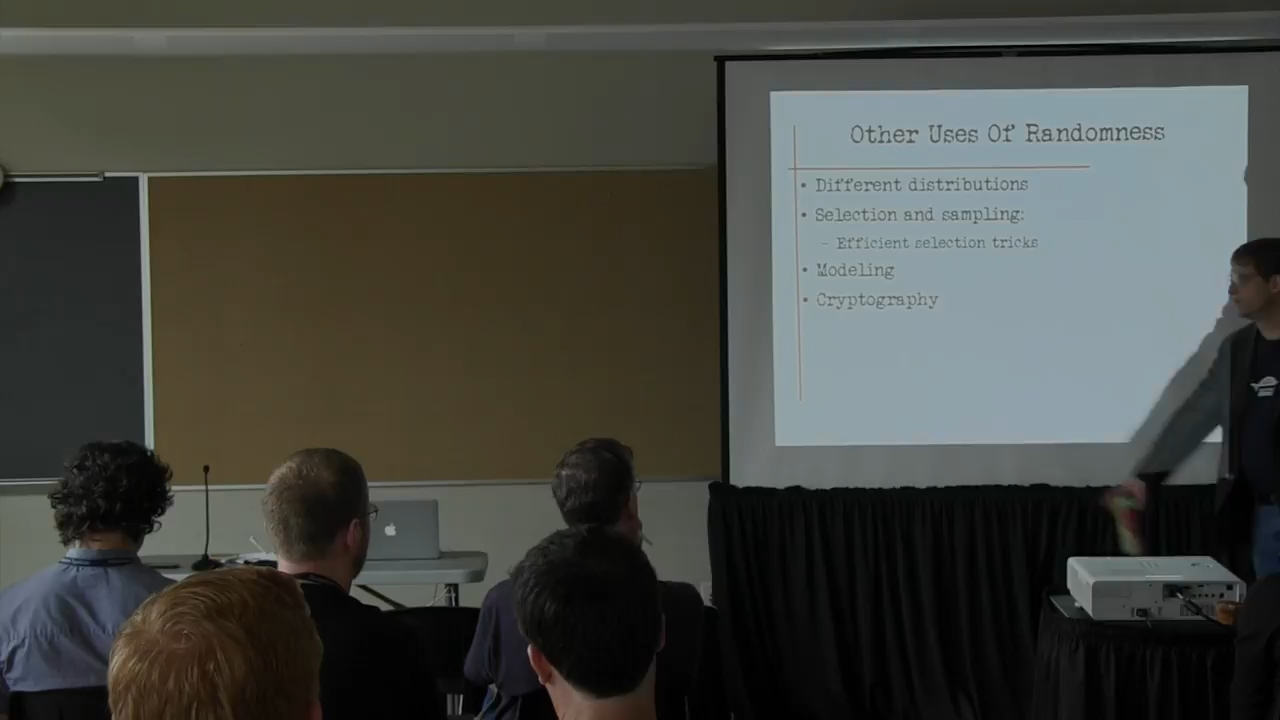 Other Uses Of Randomness
• Different distributions
• Selection and sampling:
– Efficient selection tricks
• Modeling
• Cryptography